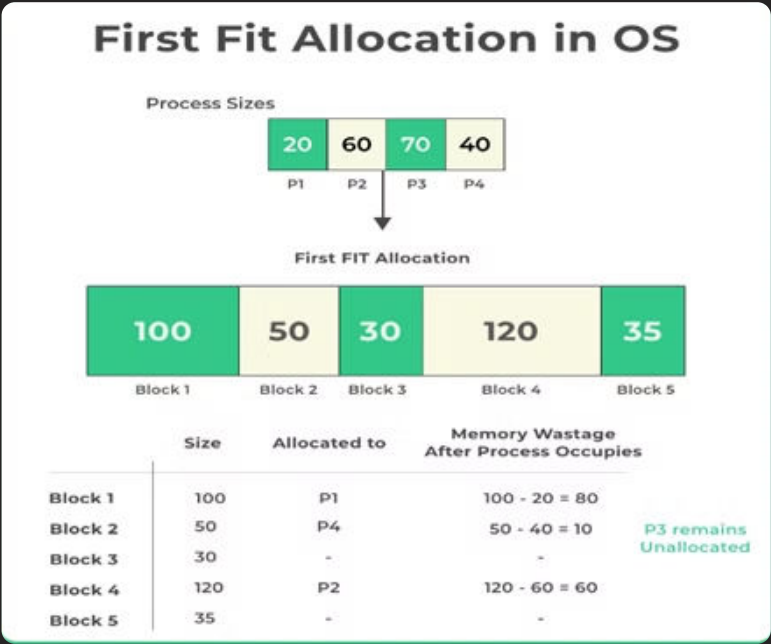 First Fit Allocation in OS
Process Sizes
20 60 70 40
P1 P2 P3 P4
First FIT Allocation
100 50 30 120 35
Block 1 Block 2 Block 3 Block 4 Block 5
Size Allocated to Memory Wastage
After Process Occupies
Block 1 100 P1 100 - 20 = 80
Block 2 50 P4 50 - 40 = 10
P3 remains
Unallocated
Block 3 30 - -
Block 4 120 P2 120 - 60 = 60
Block 5 35 - -